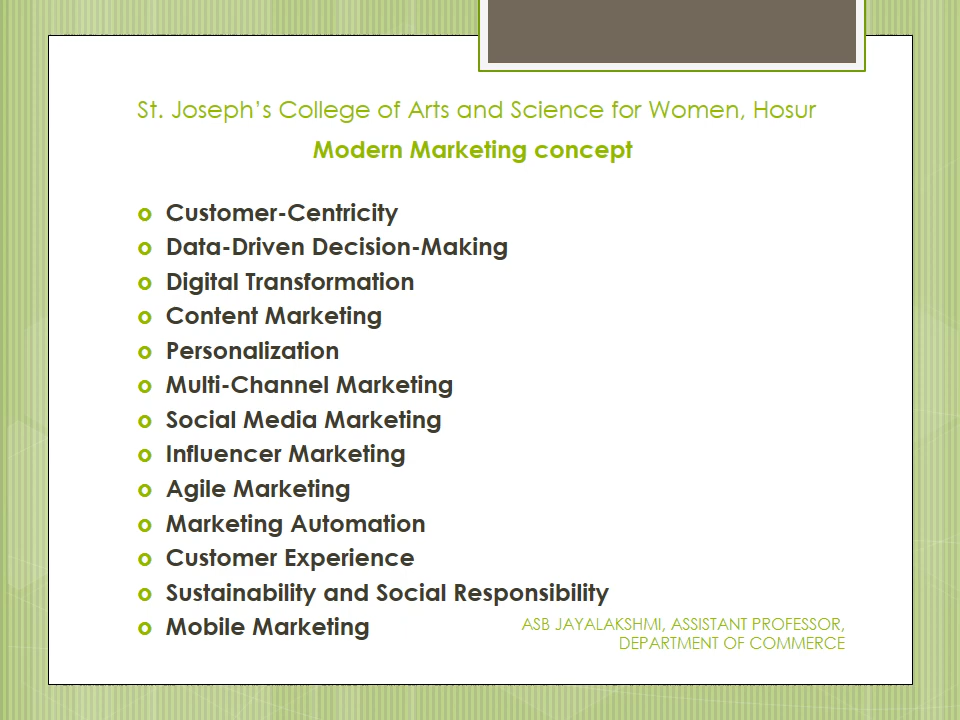 St. Joseph’s College of Arts and Science for Women, Hosur
Modern Marketing concept
Customer-Centricity
Data-Driven Decision-Making
Digital Transformation
Content Marketing
Personalization
Multi-Channel Marketing
Social Media Marketing
Influencer Marketing
Agile Marketing
Marketing Automation
Customer Experience
Sustainability and Social Responsibility
Mobile Marketing
ASB JAYALAKSHMI, ASSISTANT PROFESSOR,
DEPARTMENT OF COMMERCE